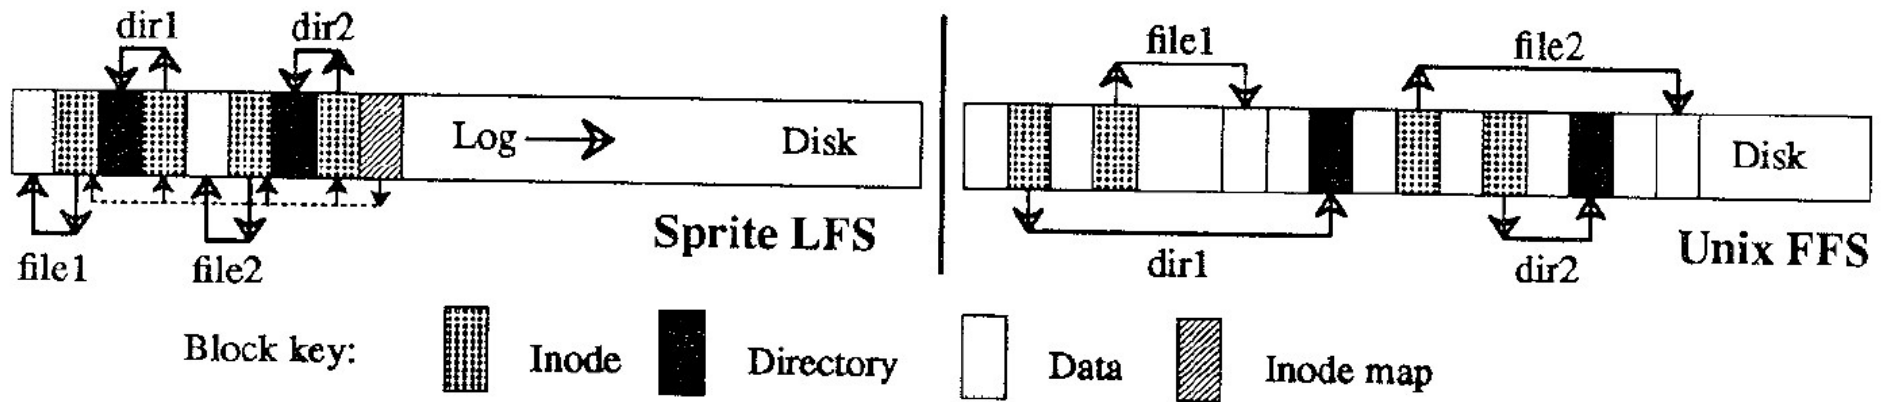 dir1 dir2
file1 file2
Log Disk
Sprite LFS
file1 file2
Disk
dir1 dir2
Unix FFS
Block key: Inode Directory Data Inode map